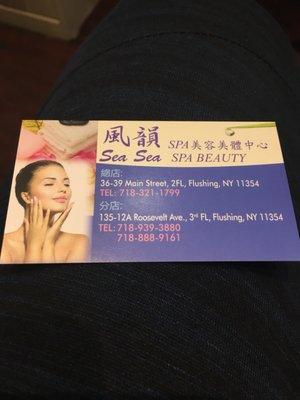 風韻 SPA美容美體中心
Sea Sea SPA BEAUTY
總店:
36-39 Main Street, 2FL, Flushing, NY 11354
TEL: 718-321-1799
分店:
135-12A Roosevelt Ave., 3rd FL, Flushing, NY 11354
TEL: 718-939-3880
718-888-9161